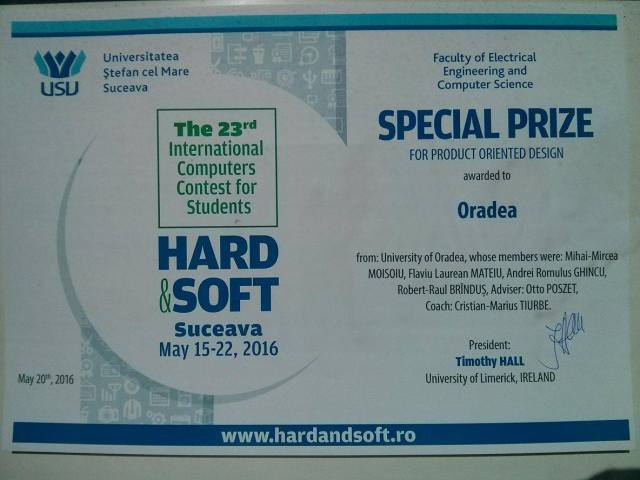 USU
Universitatea
Ștefan cel Mare
Suceava
The 23rd
International
Computers
Contest for
Students
HARD
&SOFT
Suceava
May 15-22, 2016
May 20th, 2016
Faculty of Electrical
Engineering and
Computer Science
SPECIAL PRIZE
FOR PRODUCT ORIENTED DESIGN
awarded to
Oradea
from: University of Oradea, whose members were: Mihai-Mircea
MOISOIU, Flaviu Laurean MATEIU, Andrei Romulus GHINCU,
Robert-Raul BRÎNDUȘ, Adviser: Otto POSZET,
Coach: Cristian-Marius TIURBE.
President:
Timothy HALL
University of Limerick, IRELAND
www.hardandsoft.ro